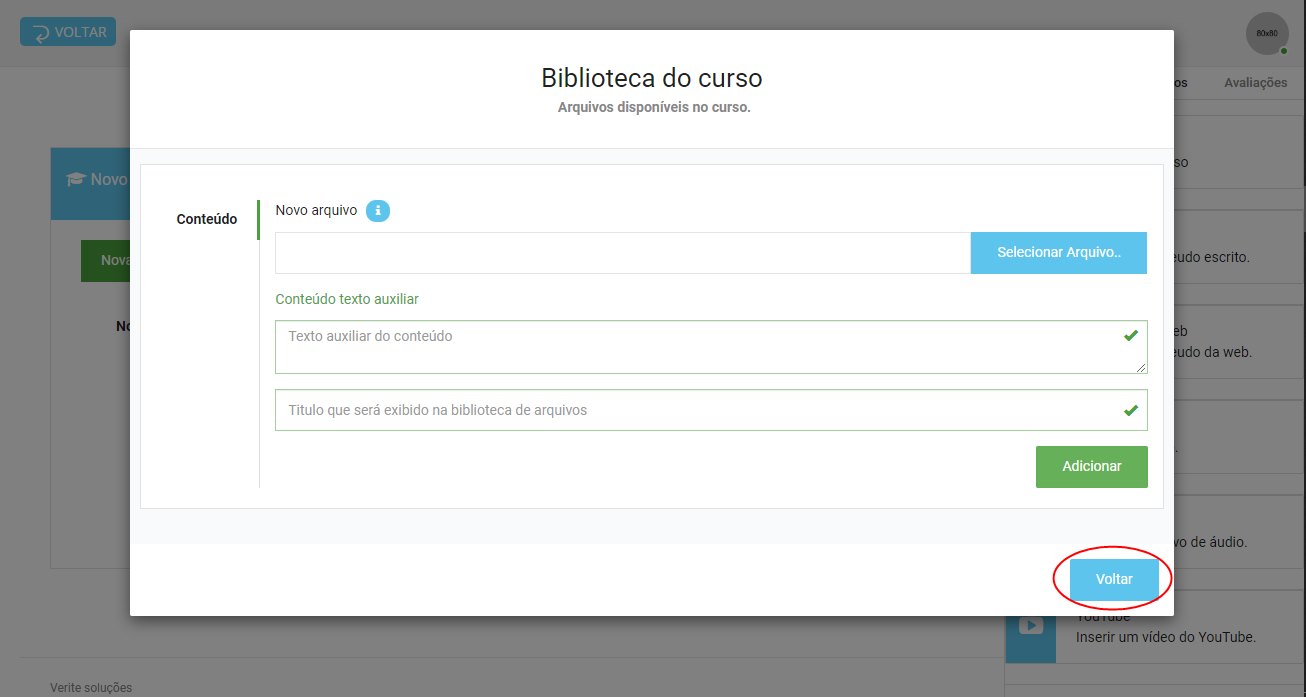 VOLTAR
80x80
os
Avaliações
Biblioteca do curso
Arquivos disponíveis no curso.
Novo
so
Conteúdo
Novo arquivo
Selecionar Arquivo..
Nova
eudo escrito.
Conteúdo texto auxiliar
No
Texto auxiliar do conteúdo
eb
eudo da web.
Titulo que será exibido na biblioteca de arquivos
Adicionar
vo de áudio.
Voltar
YouTube
Inserir um vídeo do YouTube.
Verite soluções